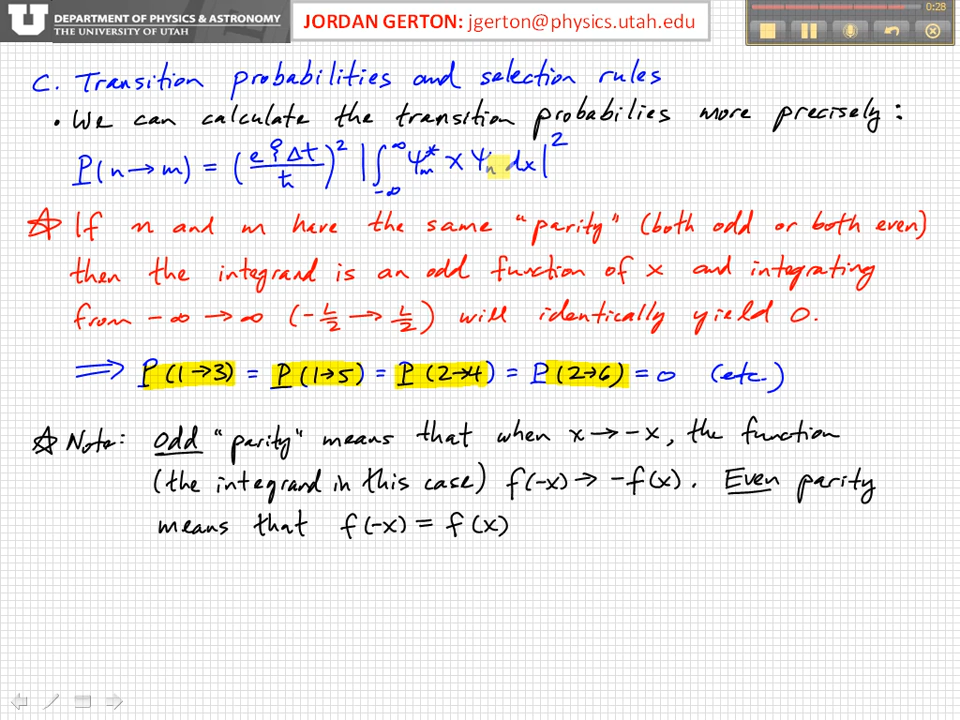 DEPARTMENT OF PHYSICS & ASTRONOMY
THE UNIVERSITY OF UTAH
JORDAN GERTON: jgerton@physics.utah.edu
0:28
C. Transition probabilities and selection rules
• We can calculate the transition probabilies more precisely:
P(n→m) = (e ℰ Δt / ħ)² |∫_{-∞}^{∞} Ψ*_m x Ψ_n dx|²
☆ If n and m have the same "parity" (both odd or both even)
then the integrand is an odd function of x and integrating
from -∞ → ∞ (-L/2 → L/2) will identically yield 0.
⇒ P(1→3) = P(1→5) = P(2→4) = P(2→6) = 0 (etc.)
☆ Note: Odd "parity" means that when x → -x, the function
(the integrand in this case) f(-x) → -f(x). Even parity
means that f(-x) = f(x)